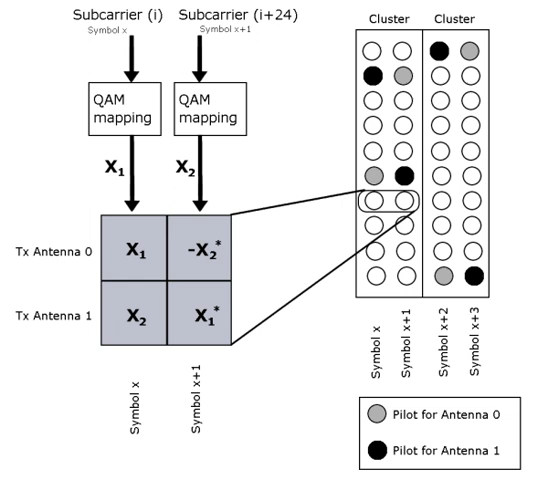 Subcarrier (i) Subcarrier (i+24)
Symbol x Symbol x+1
Cluster Cluster
QAM mapping
QAM mapping
X₁ X₂
Tx Antenna 0 X₁ -X₂*
Tx Antenna 1 X₂ X₁*
Symbol x
Symbol x+1
Symbol x
Symbol x+1
Symbol x+2
Symbol x+3
Pilot for Antenna 0
Pilot for Antenna 1